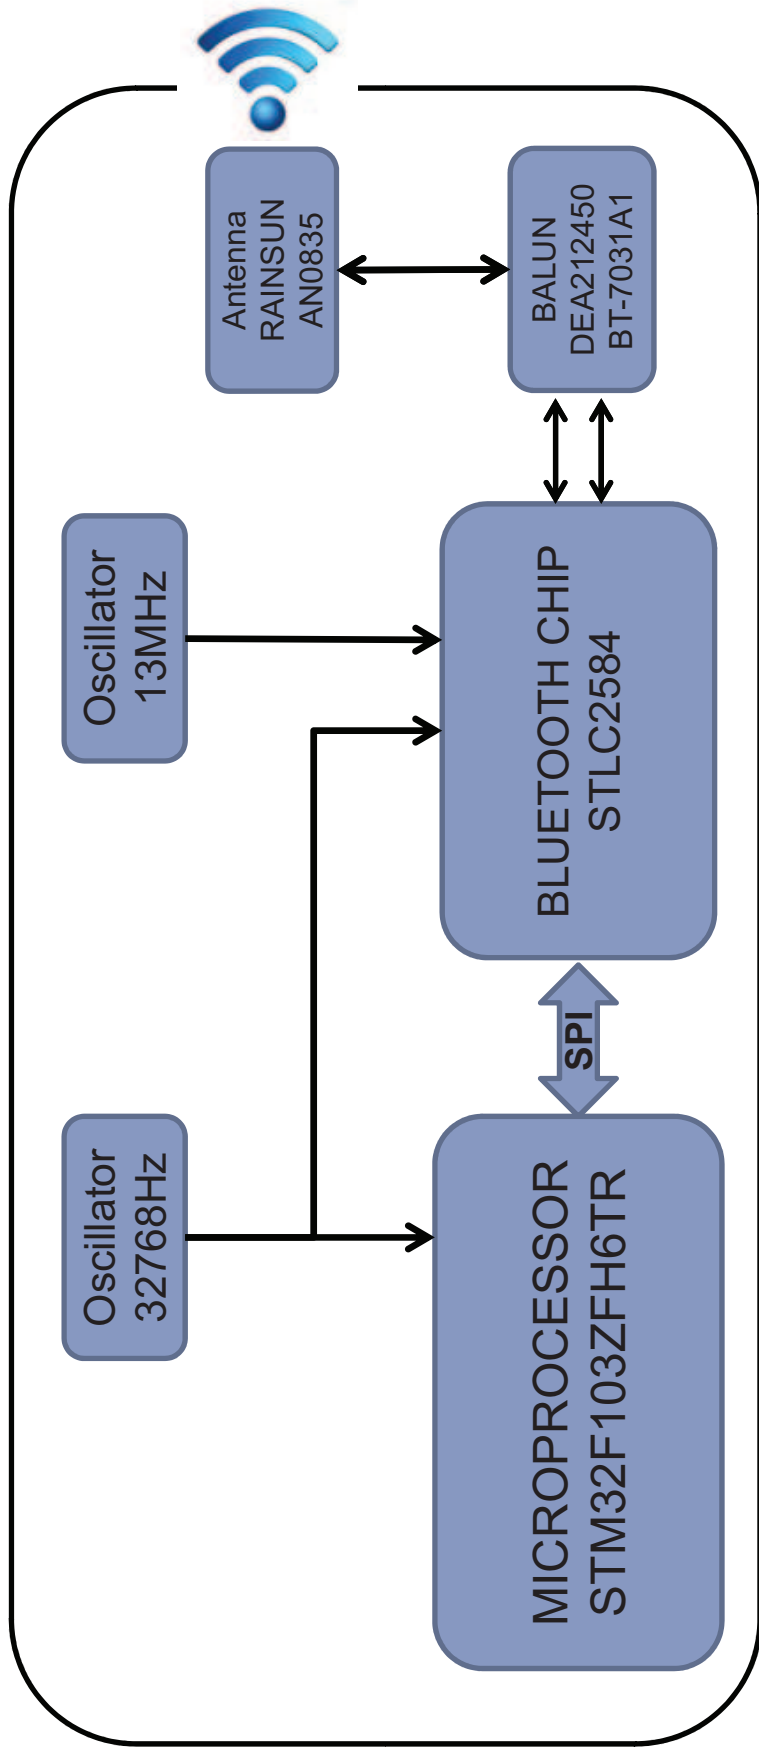 Oscillator
32768Hz
Oscillator
13MHz
Antenna
RAINSUN
AN0835
MICROPROCESSOR
STM32F103ZFH6TR
SPI
BLUETOOTH CHIP
STLC2584
BALUN
DEA212450
BT-7031A1